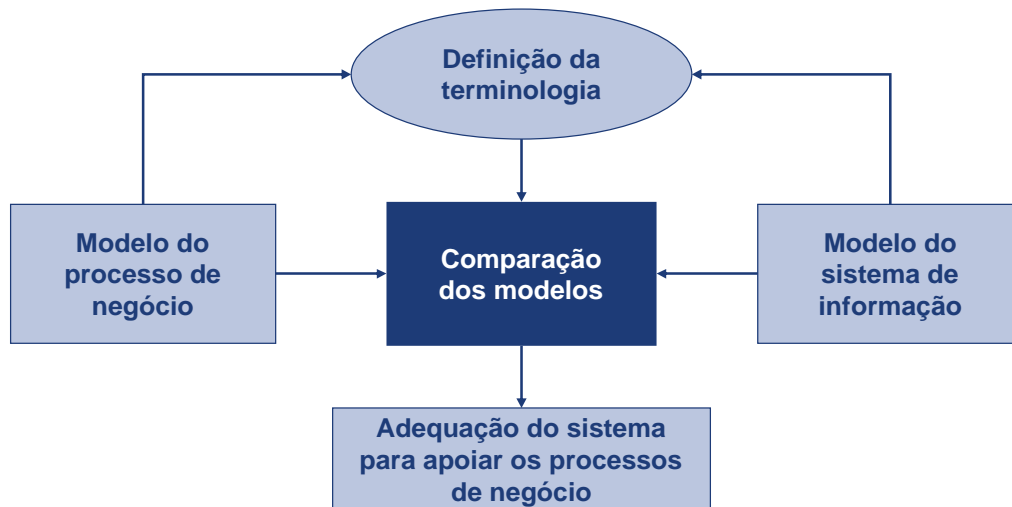 Definição da
terminologia
Modelo do
processo de
negócio
Comparação
dos modelos
Modelo do
sistema de
informação
Adequação do sistema
para apoiar os processos
de negócio